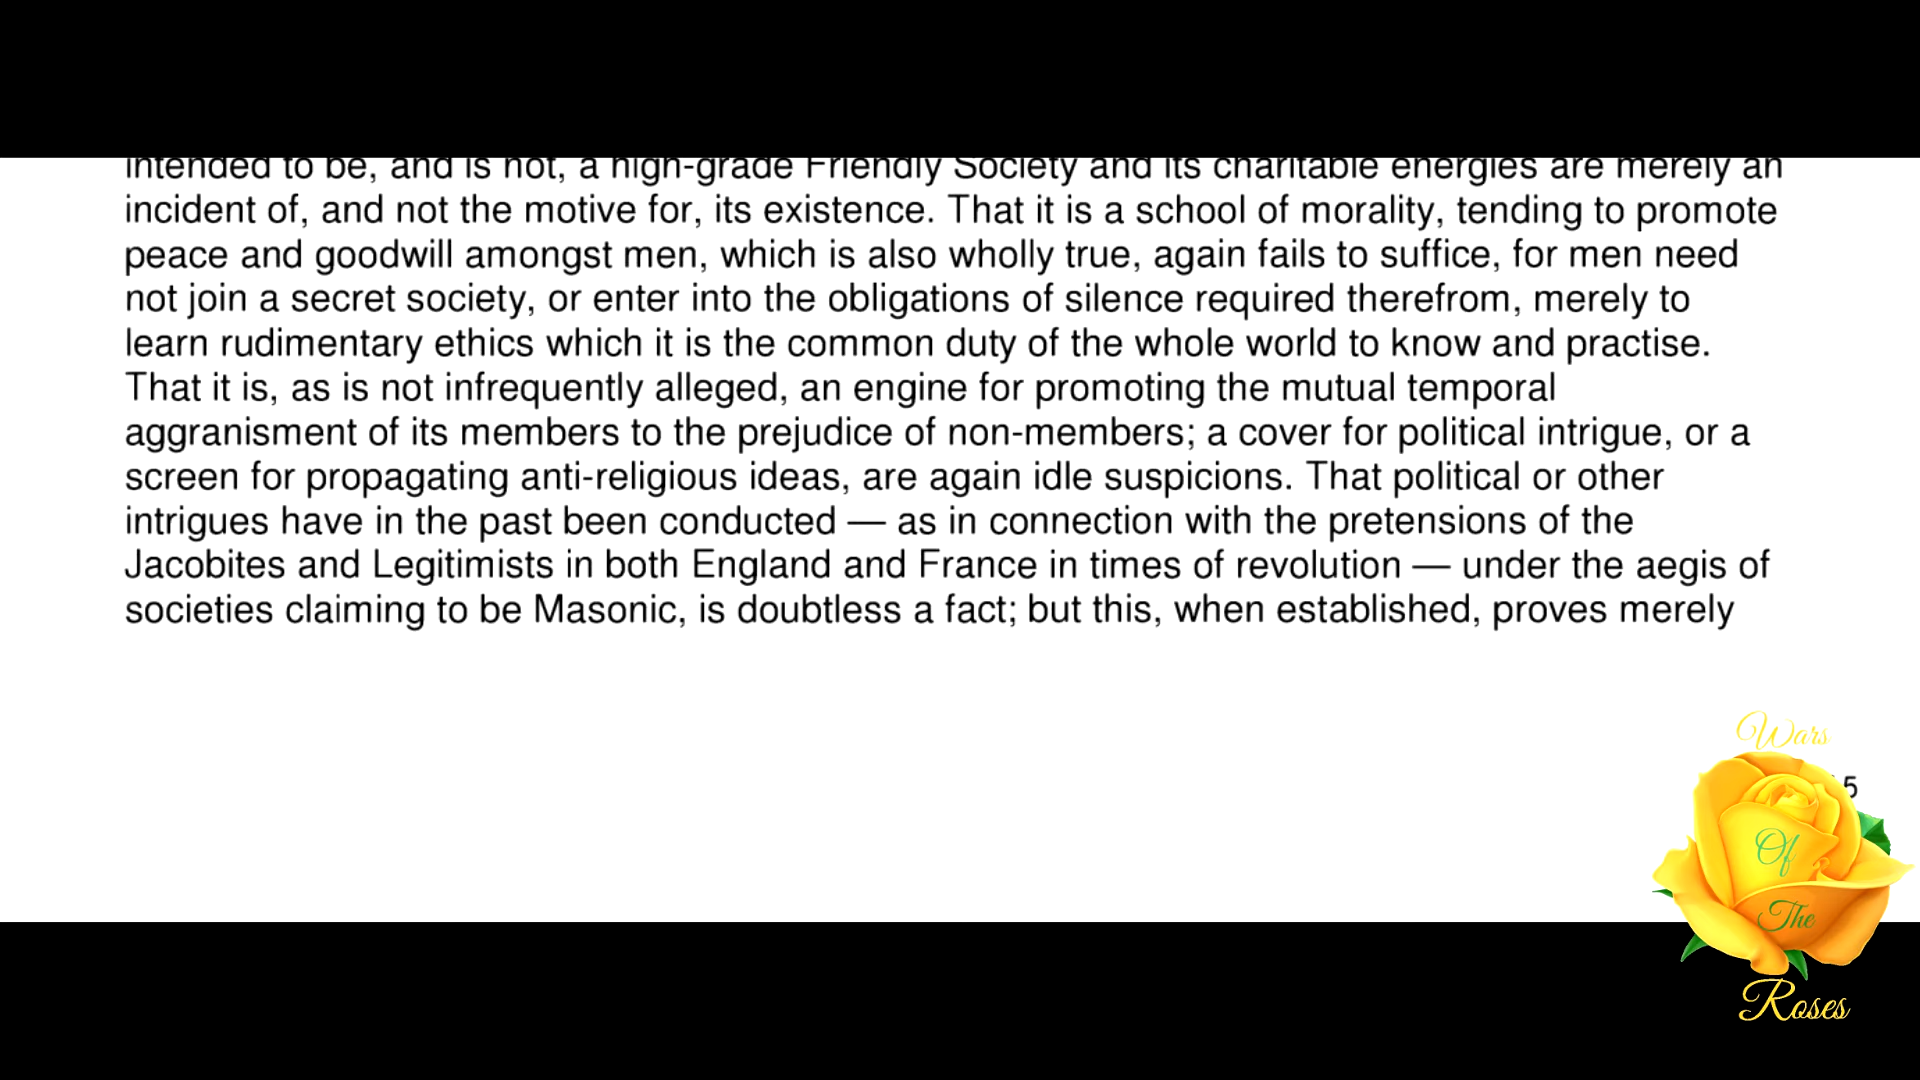 intended to be, and is not, a high-grade Friendly Society and its charitable energies are merely an
incident of, and not the motive for, its existence. That it is a school of morality, tending to promote
peace and goodwill amongst men, which is also wholly true, again fails to suffice, for men need
not join a secret society, or enter into the obligations of silence required therefrom, merely to
learn rudimentary ethics which it is the common duty of the whole world to know and practise.
That it is, as is not infrequently alleged, an engine for promoting the mutual temporal
aggranisment of its members to the prejudice of non-members; a cover for political intrigue, or a
screen for propagating anti-religious ideas, are again idle suspicions. That political or other
intrigues have in the past been conducted — as in connection with the pretensions of the
Jacobites and Legitimists in both England and France in times of revolution — under the aegis of
societies claiming to be Masonic, is doubtless a fact; but this, when established, proves merely
Wars
5
Of
The
Roses